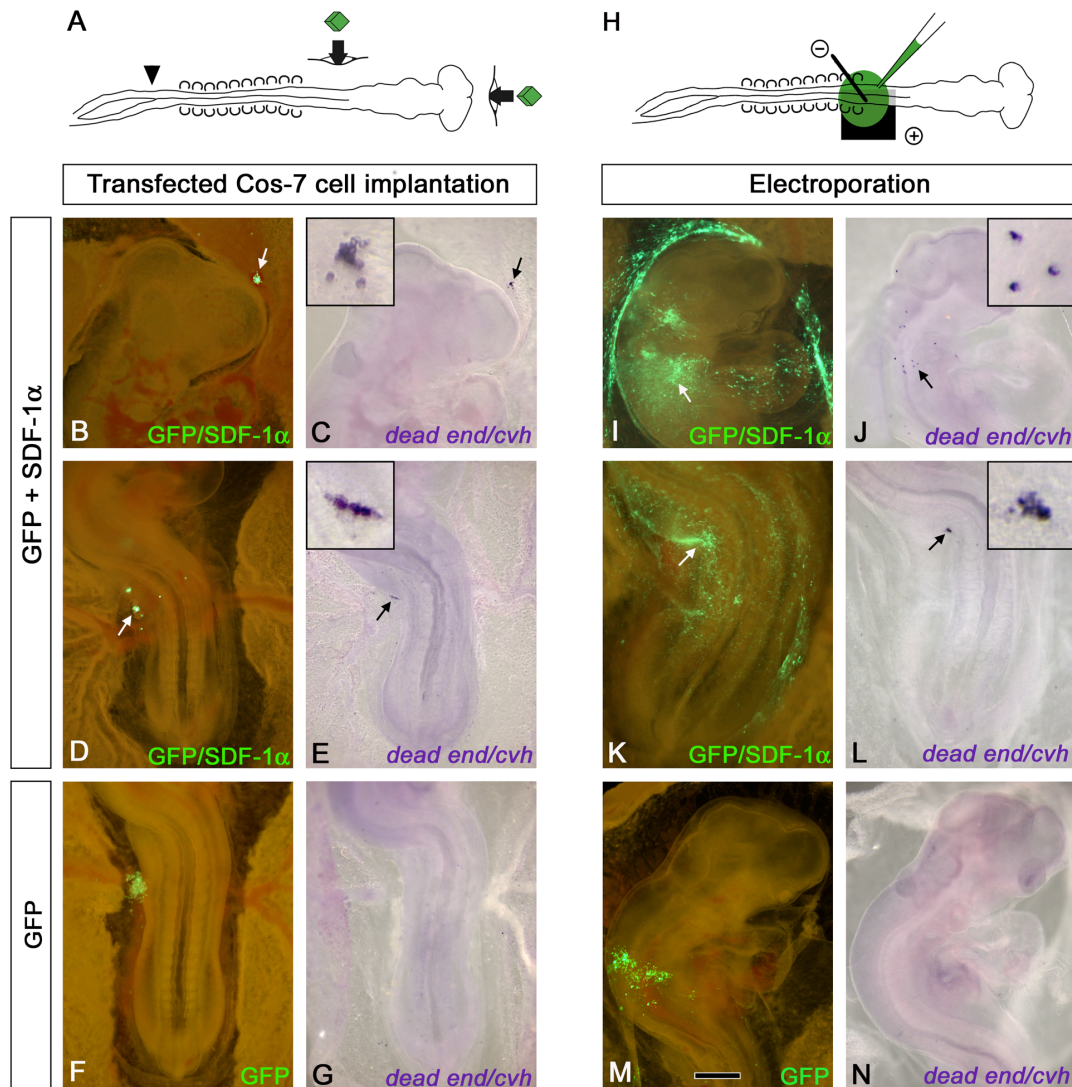 A
H
−
+
Transfected Cos-7 cell implantation
Electroporation
GFP + SDF-1α
B
GFP/SDF-1α
C
dead end/cvh
I
GFP/SDF-1α
J
dead end/cvh
D
GFP/SDF-1α
E
dead end/cvh
K
GFP/SDF-1α
L
dead end/cvh
GFP
F
GFP
G
dead end/cvh
M
GFP
N
dead end/cvh